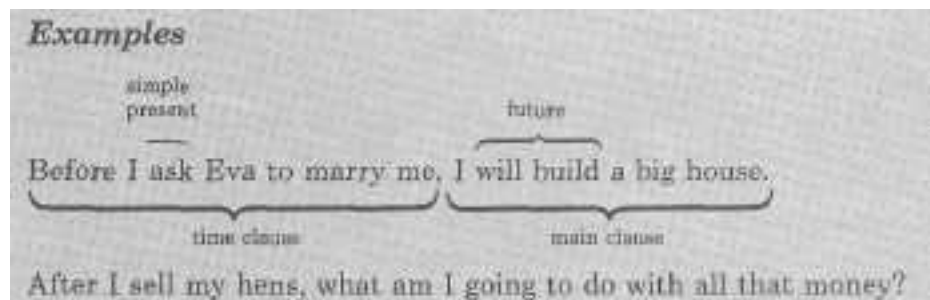 Examples
simple
present
future
Before I ask Eva to marry me, I will build a big house.
time clause
main clause
After I sell my hens, what am I going to do with all that money?